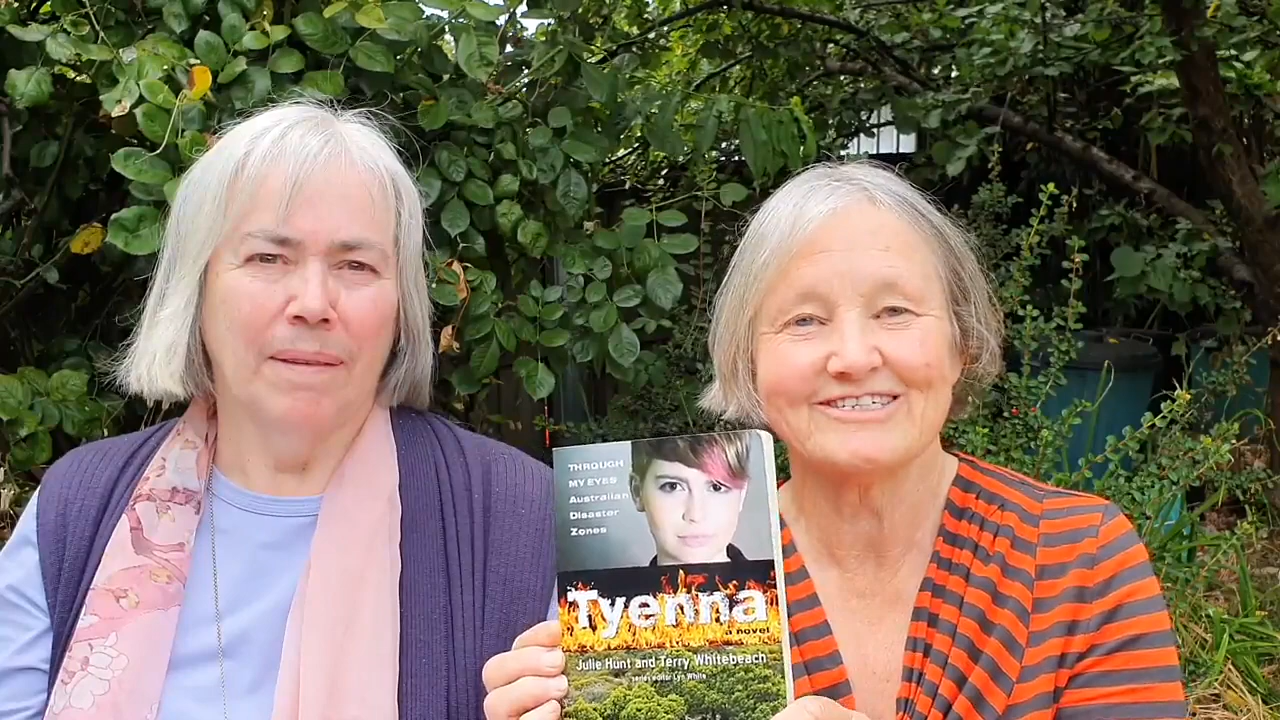 THROUGH
MY EYES
Australian
Disaster
Zones
Tyenna
a novel
Julie Hunt and Terry Whitebeach
series editor Lyn White